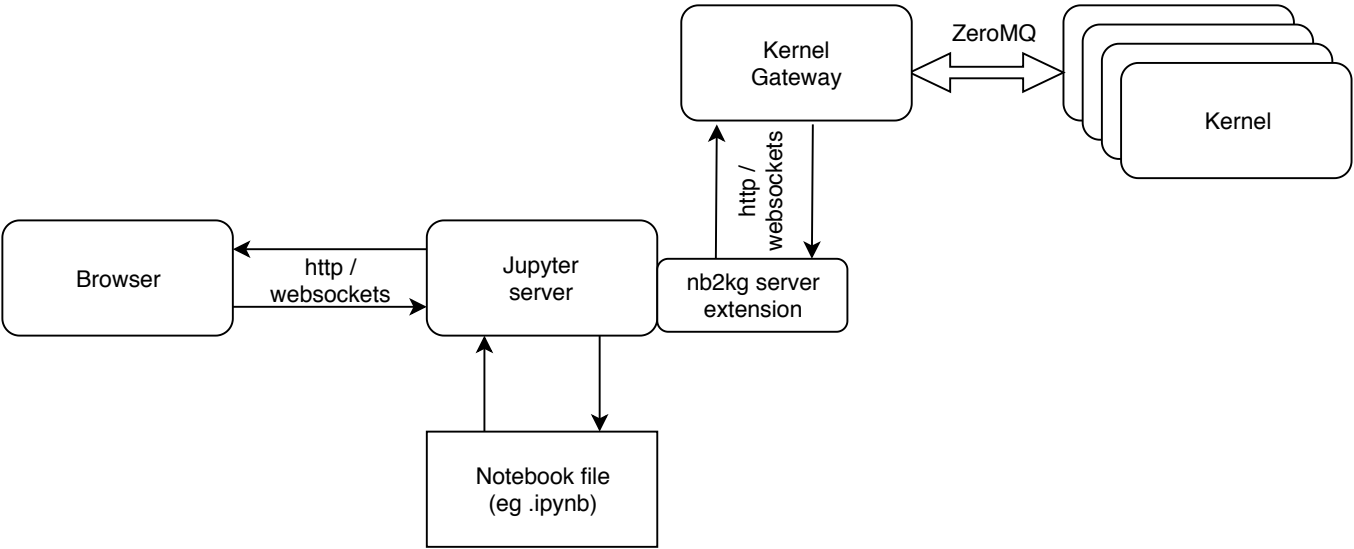 Kernel
Gateway
ZeroMQ
Kernel
http /
websockets
Browser
http /
websockets
Jupyter
server
nb2kg server
extension
Notebook file
(eg .ipynb)